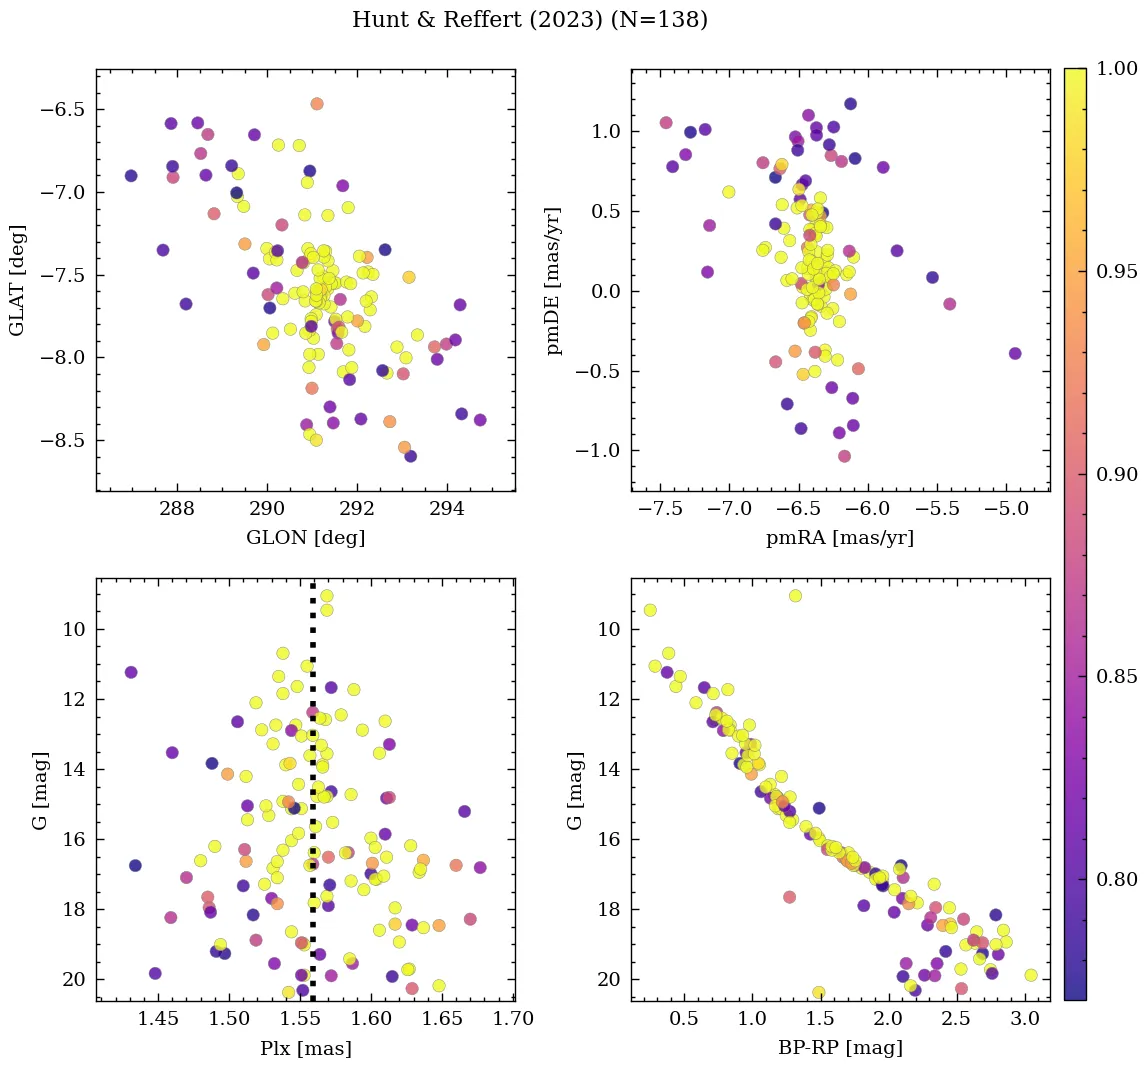 Hunt & Reffert (2023) (N=138)
−6.5
−7.0
−7.5
−8.0
−8.5
GLAT [deg]
288 290 292 294
GLON [deg]
1.0
0.5
0.0
−0.5
−1.0
pmDE [mas/yr]
−7.5 −7.0 −6.5 −6.0 −5.5 −5.0
pmRA [mas/yr]
10
12
14
16
18
20
G [mag]
1.45 1.50 1.55 1.60 1.65 1.70
Plx [mas]
10
12
14
16
18
20
G [mag]
0.5 1.0 1.5 2.0 2.5 3.0
BP-RP [mag]
1.00
0.95
0.90
0.85
0.80